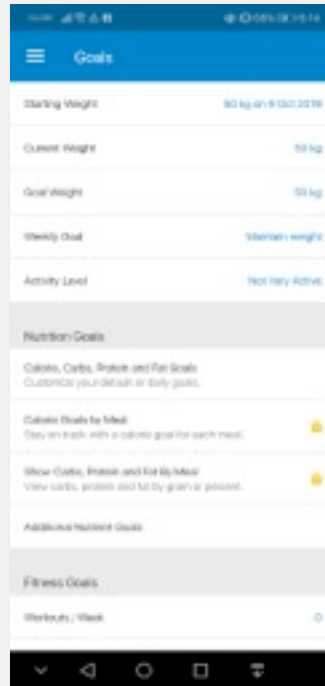 Goals
Starting Weight
Current Weight
Goal Weight
Weekly Goal Maintain weight
Activity Level Not Very Active
Nutrition Goals
Calorie, Carbs, Protein and Fat Goals
Customize your default or daily goals.
Calorie Goals by Meal
Stay on track with a calorie goal for each meal.
Show Carbs, Protein and Fat By Meal
View carbs, protein and fat by gram or percent.
Additional Nutrient Goals
Fitness Goals
Workouts / Week 0